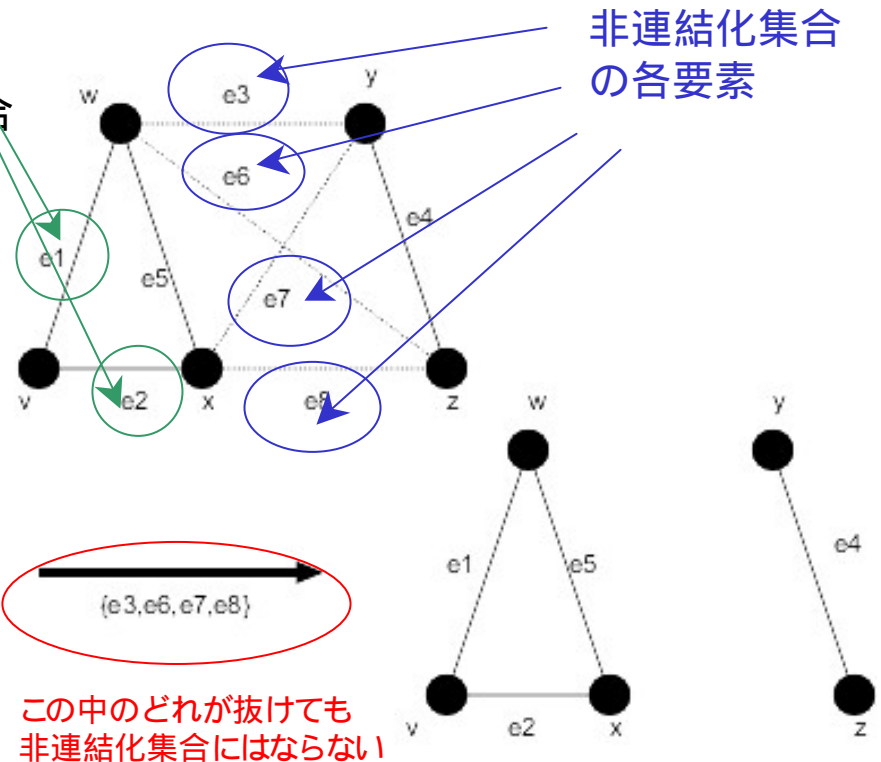 非連結化集合
の各要素
合
w
e3
y
e6
e4
e1
e5
e7
v
e2
x
e8
z
w
y
e1
e5
e4
{e3,e6,e7,e8}
この中のどれが抜けても
非連結化集合にはならない
v
e2
x
z